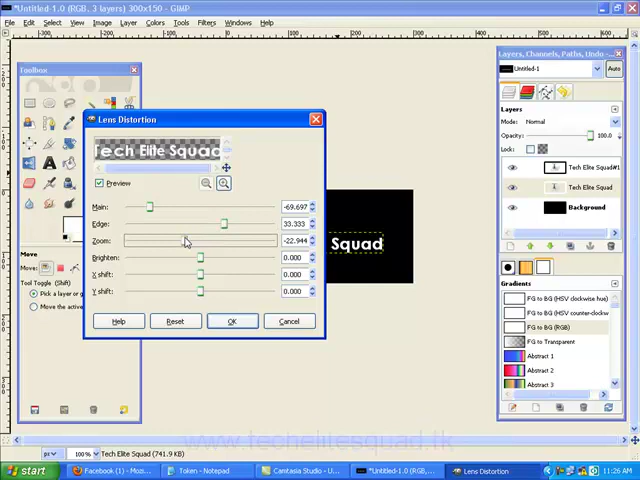 *Untitled-1.0 (RGB, 3 layers) 300x150 – GIMP
File Edit Select View Image Layer Colors Tools Filters Windows Help
Toolbox
Move
Move:
Tool Toggle (Shift)
Pick a layer or g
Move the active
Lens Distortion
Tech Elite Squad
Preview
Main: -69.697
Edge: 33.333
Zoom: -22.944
Brighten: 0.000
X shift: 0.000
Y shift: 0.000
Help Reset OK Cancel
Squad
Layers, Channels, Paths, Undo -
Untitled-1 Auto
Layers
Mode: Normal
Opacity: 100.0
Lock:
Tech Elite Squad#1
Tech Elite Squad
Background
Gradients
FG to BG (HSV clockwise hue)
FG to BG (HSV counter-clockw
FG to BG (RGB)
FG to Transparent
Abstract 1
Abstract 2
Abstract 3
px 100% Tech Elite Squad (741.9 KB)
www.techelitesquad.tk
start Facebook (1) - Moz... Token - Notepad Camtasia Studio - U... *Untitled-1.0 (RGB,... Lens Distortion 11:26 AM